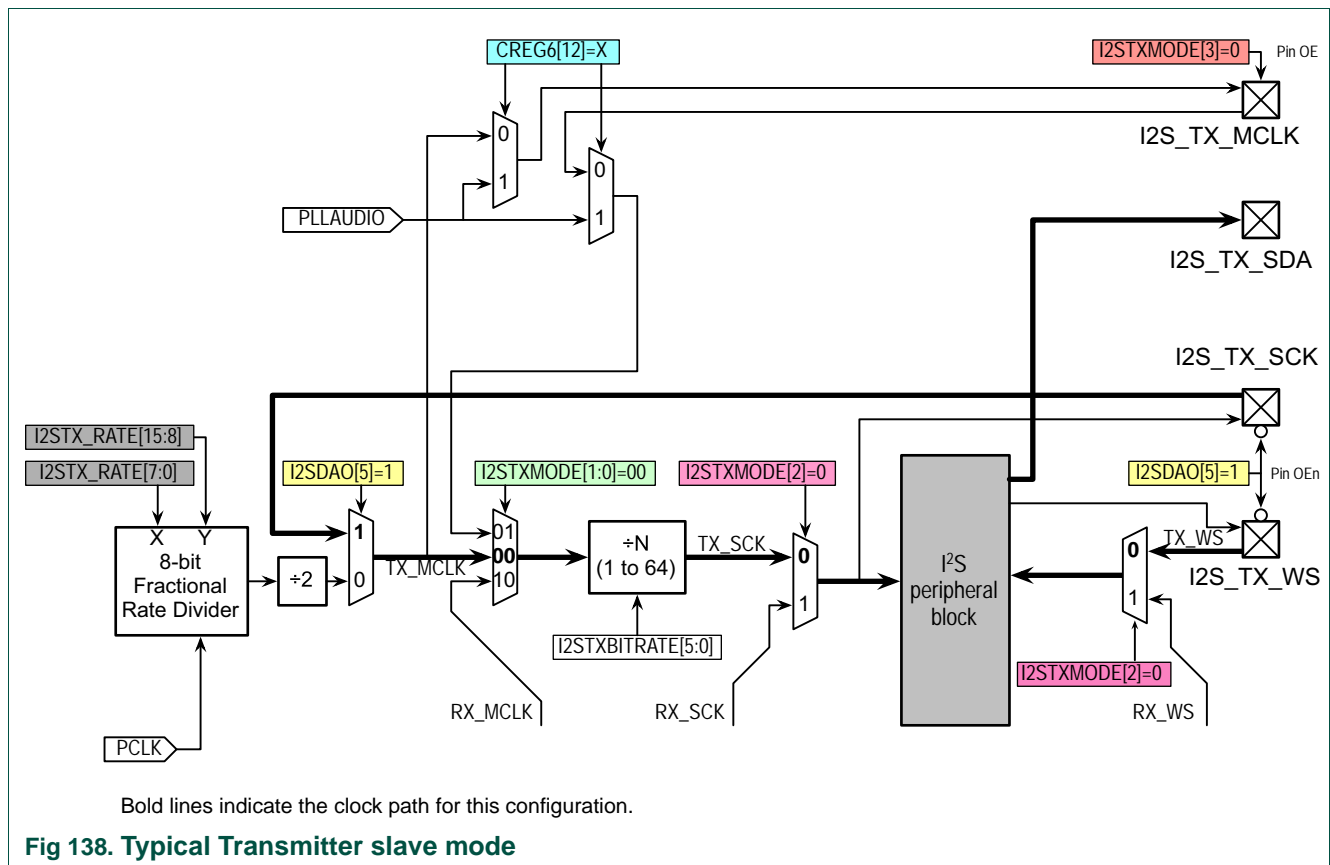 CREG6[12]=X
I2STXMODE[3]=0
Pin OE
0
1
0
1
I2S_TX_MCLK
PLLAUDIO
I2S_TX_SDA
I2S_TX_SCK
I2STX_RATE[15:8]
I2STX_RATE[7:0]
I2SDAO[5]=1
I2STXMODE[1:0]=00
I2STXMODE[2]=0
I2SDAO[5]=1
Pin OEn
X
Y
8-bit
Fractional
Rate Divider
÷2
1
0
TX_MCLK
01
00
10
÷N
(1 to 64)
TX_SCK
0
1
I²S
peripheral
block
0
1
TX_WS
I2S_TX_WS
I2STXBITRATE[5:0]
I2STXMODE[2]=0
RX_MCLK
RX_SCK
RX_WS
PCLK
Bold lines indicate the clock path for this configuration.
Fig 138. Typical Transmitter slave mode